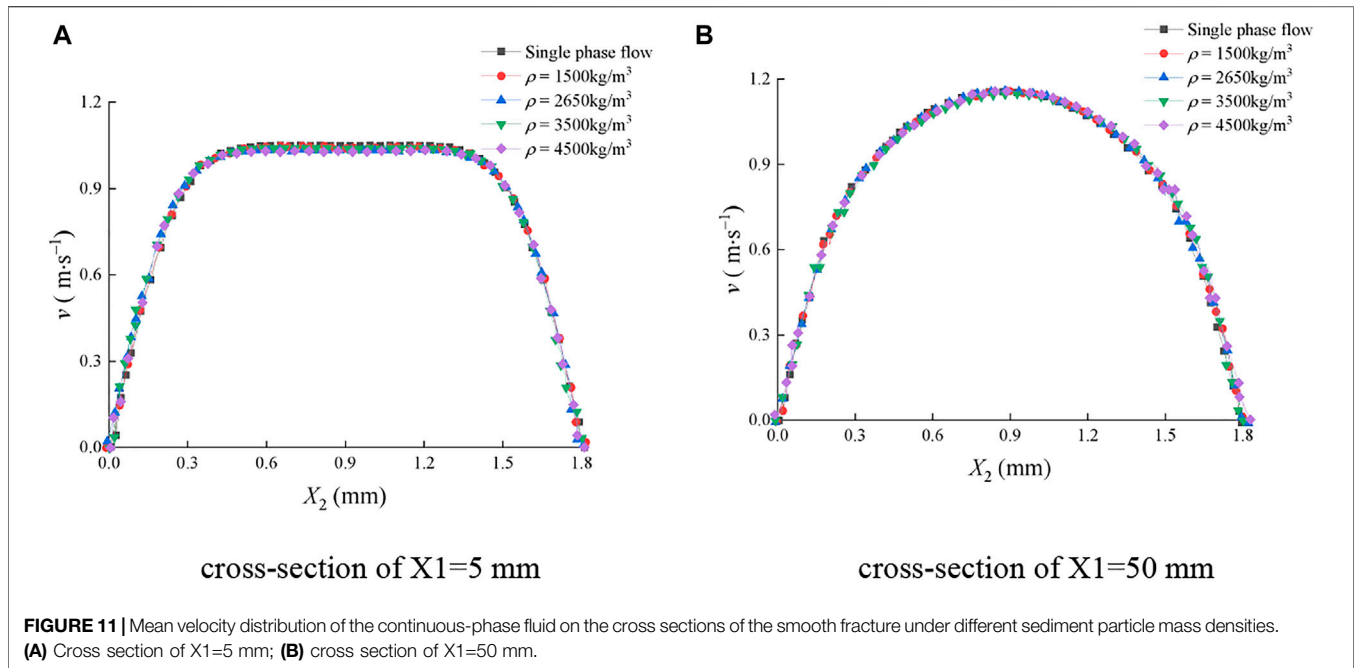 A
Single phase flow
ρ = 1500kg/m³
ρ = 2650kg/m³
ρ = 3500kg/m³
ρ = 4500kg/m³
1.2
0.9
0.6
0.3
0.0
v ( m·s⁻¹)
0.0 0.3 0.6 0.9 1.2 1.5 1.8
X₂ (mm)
cross-section of X1=5 mm
B
Single phase flow
ρ = 1500kg/m³
ρ = 2650kg/m³
ρ = 3500kg/m³
ρ = 4500kg/m³
1.2
0.9
0.6
0.3
0.0
v ( m·s⁻¹)
0.0 0.3 0.6 0.9 1.2 1.5 1.8
X₂ (mm)
cross-section of X1=50 mm
FIGURE 11 | Mean velocity distribution of the continuous-phase fluid on the cross sections of the smooth fracture under different sediment particle mass densities.
(A) Cross section of X1=5 mm; (B) cross section of X1=50 mm.